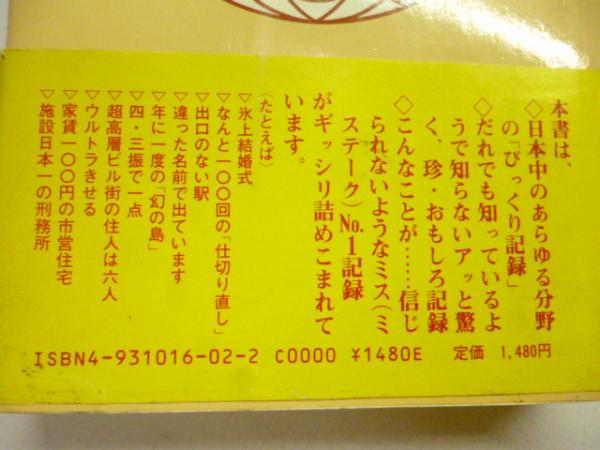 本書は、
◇日本中のあらゆる分野
の「びっくり記録」
◇だれでも知っているよ
うで知らないアッと驚
く、珍・おもしろ記録
◇こんなことが……信じ
られないようなミス（ミ
ステーク）No.1記録
がギッシリ詰めこまれて
います。
〈たとえば〉
▽氷上結婚式
▽なんと一〇〇回の「仕切り直し」
▽出口のない駅
▽違った名前で出ています
▽年に一度の「幻の島」
▽四・三振で一点
▽超高層ビル街の住人は六人
▽ウルトラきせる
▽家賃一〇〇円の市営住宅
▽施設日本一の刑務所
ISBN4-931016-02-2 C0000 ¥1480E 定価 1,480円